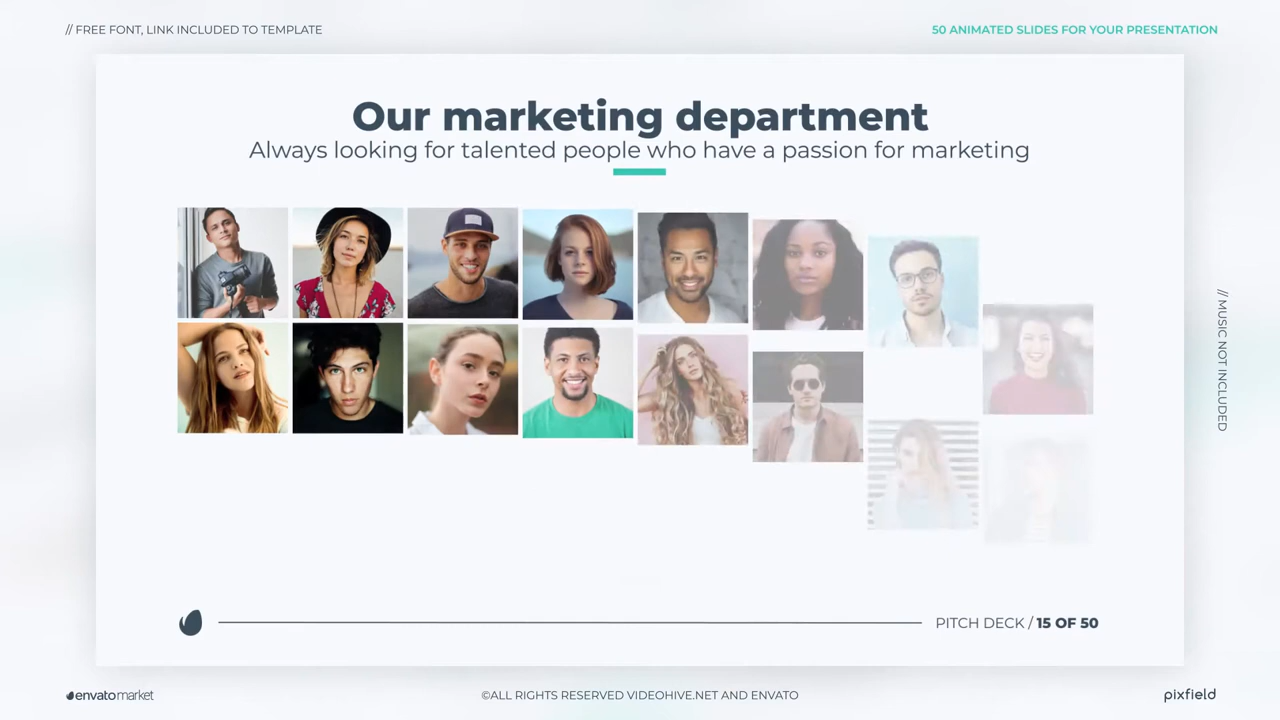 // FREE FONT, LINK INCLUDED TO TEMPLATE
50 ANIMATED SLIDES FOR YOUR PRESENTATION
Our marketing department
Always looking for talented people who have a passion for marketing
// MUSIC NOT INCLUDED
PITCH DECK / 15 OF 50
envatomarket
©ALL RIGHTS RESERVED VIDEOHIVE.NET AND ENVATO
pixfield